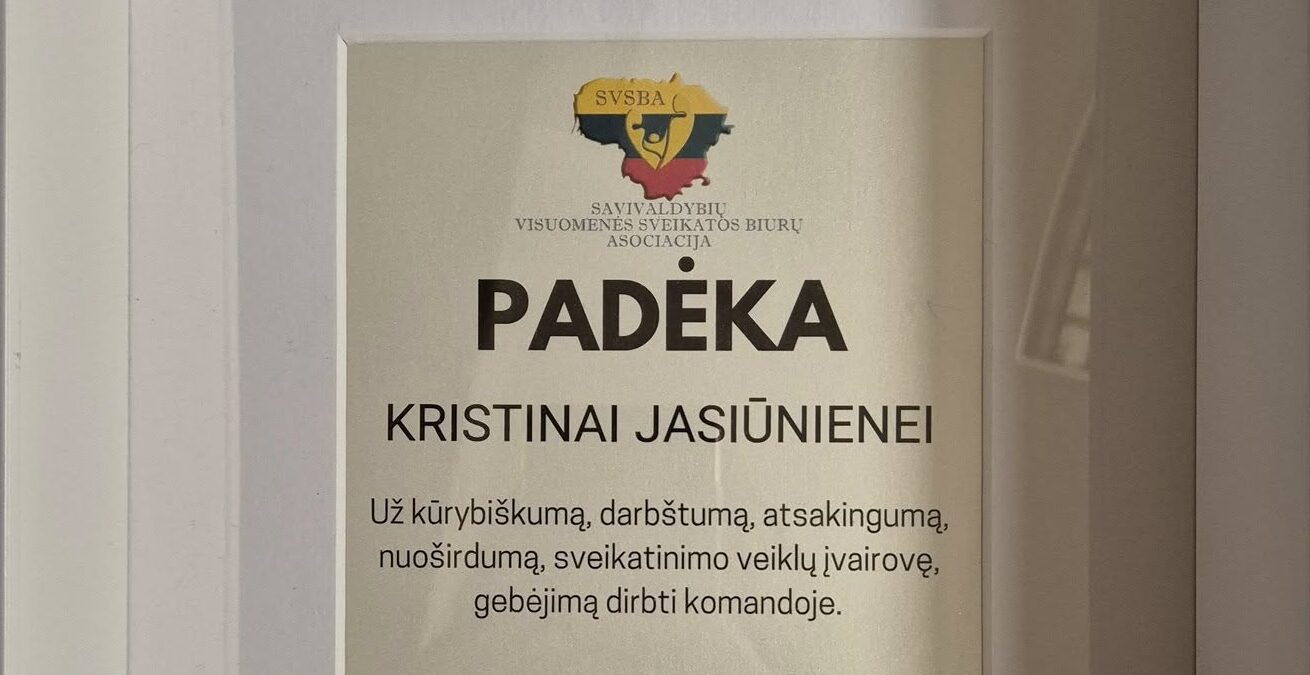 SVSBA
SAVIVALDYBIŲ
VISUOMENĖS SVEIKATOS BIURŲ
ASOCIACIJA
PADĖKA
KRISTINAI JASIŪNIENEI
Už kūrybiškumą, darbštumą, atsakingumą,
nuoširdumą, sveikatinimo veiklų įvairovę,
gebėjimą dirbti komandoje.